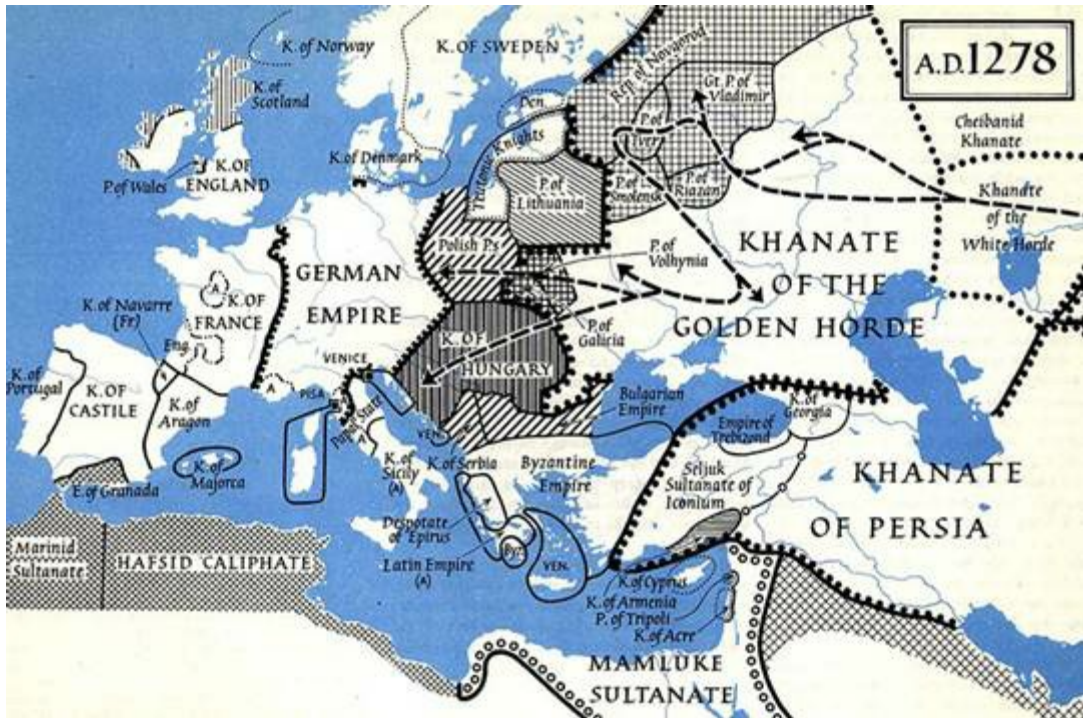 A.D.1278
K. of Norway
K. OF SWEDEN
K. of
Scotland
Den.
Rep. of Novgorod
Gt. P. of
Vladimir
P. of
Tver
Cheibanid
Khanate
K. of Denmark
Teutonic Knights
P. of Wales
K. OF
ENGLAND
P. of
Lithuania
P. of
Smolensk
P. of
Riazan
Khanate
of the
White Horde
Polish Ps
P. of
Volhynia
KHANATE
OF THE
GOLDEN HORDE
GERMAN
EMPIRE
A
K. OF
FRANCE
K. of Navarre
(Fr)
Eng.
K. OF
HUNGARY
P. of
Galicia
VENICE
K. of
Portugal
K. OF
CASTILE
K. of
Aragon
A
PISA
Papal State
A
VEN.
Bulgarian
Empire
K. of
Georgia
Empire of
Trebizond
K. of
Majorca
K. of
Sicily
(A)
K. of Serbia
Byzantine
Empire
Seljuk
Sultanate of
Iconium
KHANATE
OF PERSIA
E. of Granada
Despotate
of Epirus
Latin Empire
(A)
Byz.
VEN.
Marinid
Sultanate
HAFSID CALIPHATE
K. of Cyprus
K. of Armenia
P. of Tripoli
K. of Acre
MAMLUKE
SULTANATE